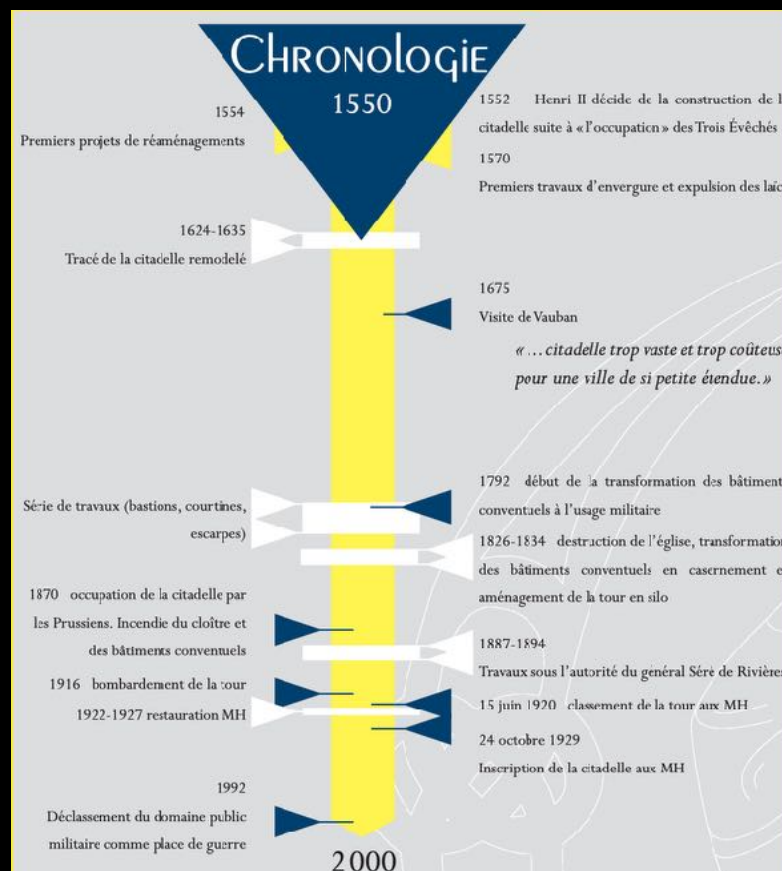 CHRONOLOGIE
1550
1554
Premiers projets de réaménagements
1552 Henri II décide de la construction de l
citadelle suite à « l'occupation » des Trois Évêchés
1570
Premiers travaux d'envergure et expulsion des laïc
1624-1635
Tracé de la citadelle remodelé
1675
Visite de Vauban
« ... citadelle trop vaste et trop coûteus
pour une ville de si petite étendue. »
Série de travaux (bastions, courtines,
escarpes)
1792 début de la transformation des bâtiment
conventuels à l'usage militaire
1826-1834 destruction de l'église, transformation
des bâtiments conventuels en casernement e
aménagement de la tour en silo
1870 occupation de la citadelle par
les Prussiens. Incendie du cloître et
des bâtiments conventuels
1887-1894
Travaux sous l'autorité du général Séré de Rivières
1916 bombardement de la tour
1922-1927 restauration MH
15 juin 1920 classement de la tour aux MH
24 octobre 1929
Inscription de la citadelle aux MH
1992
Déclassement du domaine public
militaire comme place de guerre
2000